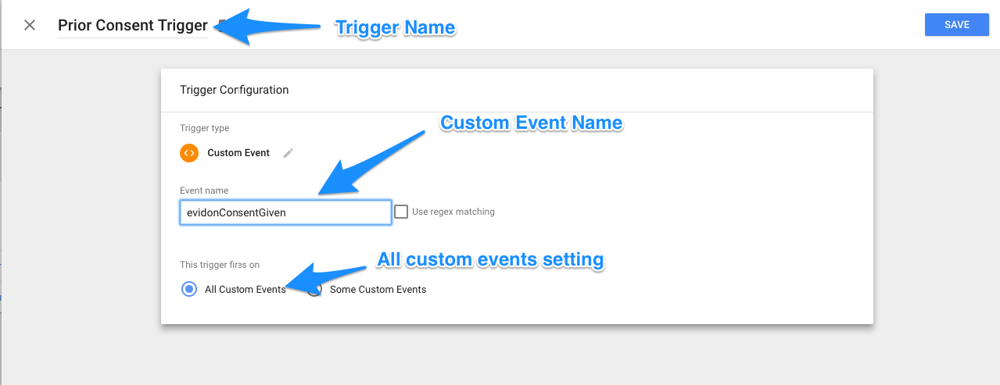 Prior Consent Trigger
Trigger Name
SAVE
Trigger Configuration
Custom Event Name
Trigger type
Custom Event
Event name
evidonConsentGiven
Use regex matching
All custom events setting
This trigger fires on
All Custom Events
Some Custom Events